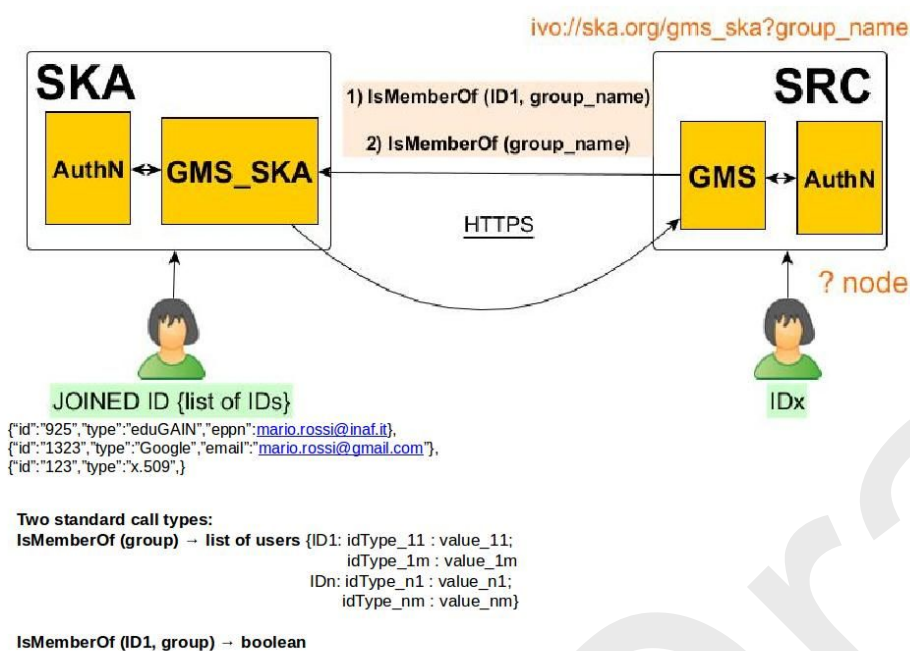 ivo://ska.org/gms_ska?group_name
SKA
SRC
1) IsMemberOf (ID1, group_name)
2) IsMemberOf (group_name)
AuthN
GMS_SKA
GMS
AuthN
HTTPS
? node
JOINED ID {list of IDs}
IDx
{"id":"925","type":"eduGAIN","eppn":mario.rossi@inaf.it},
{"id":"1323","type":"Google","email":"mario.rossi@gmail.com"},
{"id":"123","type":"x.509",}
Two standard call types:
IsMemberOf (group) → list of users {ID1: idType_11 : value_11;
idType_1m : value_1m
IDn: idType_n1 : value_n1;
idType_nm : value_nm}
IsMemberOf (ID1, group) → boolean